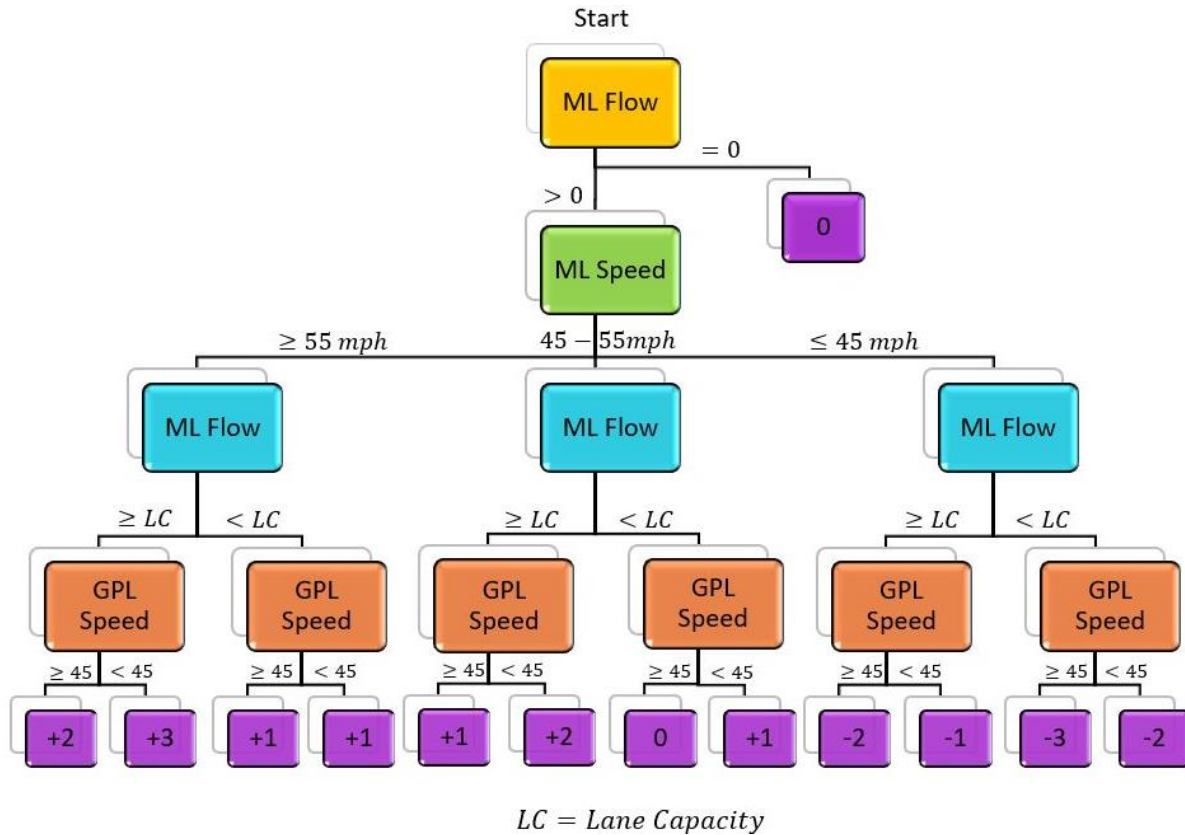 Start
ML Flow
= 0
> 0
0
ML Speed
≥ 55 mph
45 − 55mph
≤ 45 mph
ML Flow
ML Flow
ML Flow
≥ LC
< LC
≥ LC
< LC
≥ LC
< LC
GPL
Speed
GPL
Speed
GPL
Speed
GPL
Speed
GPL
Speed
GPL
Speed
≥ 45
< 45
≥ 45
< 45
≥ 45
< 45
≥ 45
< 45
≥ 45
< 45
≥ 45
< 45
+2
+3
+1
+1
+1
+2
0
+1
-2
-1
-3
-2
LC = Lane Capacity